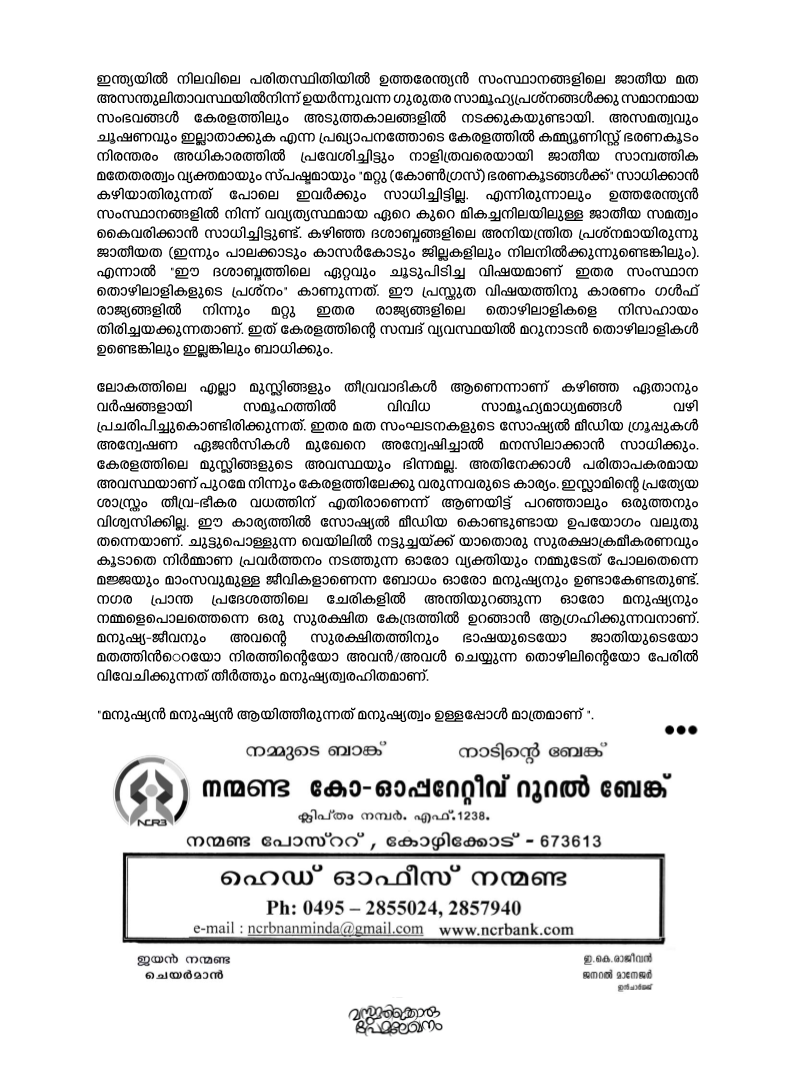 ഇന്ത്യയിൽ നിലവിലെ പരിതസ്ഥിതിയിൽ ഉത്തരേന്ത്യൻ സംസ്ഥാനങ്ങളിലെ ജാതീയ മത
അസന്തുലിതാവസ്ഥയിൽനിന്ന് ഉയർന്നുവന്ന ഗുരുതര സാമൂഹ്യപ്രശ്നങ്ങൾക്കു സമാനമായ
സംഭവങ്ങൾ കേരളത്തിലും അടുത്തകാലങ്ങളിൽ നടക്കുകയുണ്ടായി. അസമത്വവും
ചൂഷണവും ഇല്ലാതാക്കുക എന്ന പ്രഖ്യാപനത്തോടെ കേരളത്തിൽ കമ്മ്യൂണിസ്റ്റ് ഭരണകൂടം
നിരന്തരം അധികാരത്തിൽ പ്രവേശിച്ചിട്ടും നാളിത്രവരെയായി ജാതീയ സാമ്പത്തിക
മതേതരത്വം വ്യക്തമായും സ്പഷ്ടമായും "മറ്റു (കോൺഗ്രസ്) ഭരണകൂടങ്ങൾക്ക്" സാധിക്കാൻ
കഴിയാതിരുന്നത് പോലെ ഇവർക്കും സാധിച്ചിട്ടില്ല. എന്നിരുന്നാലും ഉത്തരേന്ത്യൻ
സംസ്ഥാനങ്ങളിൽ നിന്ന് വവ്യത്യസ്ഥമായ ഏറെ കുറെ മികച്ചനിലയിലുള്ള ജാതീയ സമത്വം
കൈവരിക്കാൻ സാധിച്ചിട്ടുണ്ട്. കഴിഞ്ഞ ദശാബ്ദങ്ങളിലെ അനിയന്ത്രിത പ്രശ്നമായിരുന്നു
ജാതീയത (ഇന്നും പാലക്കാടും കാസർകോടും ജില്ലകളിലും നിലനിൽക്കുന്നുണ്ടെങ്കിലും).
എന്നാൽ "ഈ ദശാബ്ദത്തിലെ ഏറ്റവും ചൂടുപിടിച്ച വിഷയമാണ് ഇതര സംസ്ഥാന
തൊഴിലാളികളുടെ പ്രശ്നം" കാണുന്നത്. ഈ പ്രസ്തുത വിഷയത്തിനു കാരണം ഗൾഫ്
രാജ്യങ്ങളിൽ നിന്നും മറ്റു ഇതര രാജ്യങ്ങളിലെ തൊഴിലാളികളെ നിസഹായം
തിരിച്ചയക്കുന്നതാണ്. ഇത് കേരളത്തിന്റെ സമ്പദ് വ്യവസ്ഥയിൽ മറുനാടൻ തൊഴിലാളികൾ
ഉണ്ടെങ്കിലും ഇല്ലങ്കിലും ബാധിക്കും.
ലോകത്തിലെ എല്ലാ മുസ്ലിങ്ങളും തീവ്രവാദികൾ ആണെന്നാണ് കഴിഞ്ഞ ഏതാനും
വർഷങ്ങളായി സമൂഹത്തിൽ വിവിധ സാമൂഹ്യമാധ്യമങ്ങൾ വഴി
പ്രചരിപിച്ചുകൊണ്ടിരിക്കുന്നത്. ഇതര മത സംഘടനകളുടെ സോഷ്യൽ മീഡിയ ഗ്രൂപ്പുകൾ
അന്വേഷണ ഏജൻസികൾ മുഖേനെ അന്വേഷിച്ചാൽ മനസിലാക്കാൻ സാധിക്കും.
കേരളത്തിലെ മുസ്ലിങ്ങളുടെ അവസ്ഥയും ഭിന്നമല്ല. അതിനേക്കാൾ പരിതാപകരമായ
അവസ്ഥയാണ് പുറമേ നിന്നും കേരളത്തിലേക്കു വരുന്നവരുടെ കാര്യം. ഇസ്ലാമിന്റെ പ്രത്യേയ
ശാസ്ത്രം തീവ്ര-ഭീകര വധത്തിന് എതിരാണെന്ന് ആണയിട്ട് പറഞ്ഞാലും ഒരുത്തനും
വിശ്വസിക്കില്ല. ഈ കാര്യത്തിൽ സോഷ്യൽ മീഡിയ കൊണ്ടുണ്ടായ ഉപയോഗം വലുതു
തന്നെയാണ്. ചുട്ടുപൊള്ളുന്ന വെയിലിൽ നട്ടുച്ചയ്ക്ക് യാതൊരു സുരക്ഷാക്രമീകരണവും
കൂടാതെ നിർമ്മാണ പ്രവർത്തനം നടത്തുന്ന ഓരോ വ്യക്തിയും നമ്മുടേത് പോലതെന്നെ
മജ്ജയും മാംസവുമുള്ള ജീവികളാണെന്ന ബോധം ഓരോ മനുഷ്യനും ഉണ്ടാകേണ്ടതുണ്ട്.
നഗര പ്രാന്ത പ്രദേശത്തിലെ ചേരികളിൽ അന്തിയുറങ്ങുന്ന ഓരോ മനുഷ്യനും
നമ്മളെപൊലത്തെന്നെ ഒരു സുരക്ഷിത കേന്ദ്രത്തിൽ ഉറങ്ങാൻ ആഗ്രഹിക്കുന്നവനാണ്.
മനുഷ്യ-ജീവനും അവന്റെ സുരക്ഷിതത്തിനും ഭാഷയുടെയോ ജാതിയുടെയോ
മതത്തിൻറെയോ നിരത്തിന്റെയോ അവൻ/അവൾ ചെയ്യുന്ന തൊഴിലിന്റെയോ പേരിൽ
വിവേചിക്കുന്നത് തീർത്തും മനുഷ്യത്വരഹിതമാണ്.
"മനുഷ്യൻ മനുഷ്യൻ ആയിത്തീരുന്നത് മനുഷ്യത്വം ഉള്ളപ്പോൾ മാത്രമാണ് ".
നമ്മുടെ ബാങ്ക് നാടിന്റെ ബേങ്ക്
NCRB
നന്മണ്ട കോ-ഓപ്പറേറ്റീവ് റൂറൽ ബേങ്ക്
ക്ലിപ്തം നമ്പർ. എഫ്.1238.
നന്മണ്ട പോസ്ററ് , കോഴിക്കോട് - 673613
ഹെഡ് ഓഫീസ് നന്മണ്ട
Ph: 0495 – 2855024, 2857940
e-mail : ncrbnanminda@gmail.com www.ncrbank.com
ജയൻ നന്മണ്ട
ചെയർമാൻ
ഇ.കെ.രാജീവൻ
ജനറൽ മാനേജർ
ഇൻചാർജ്